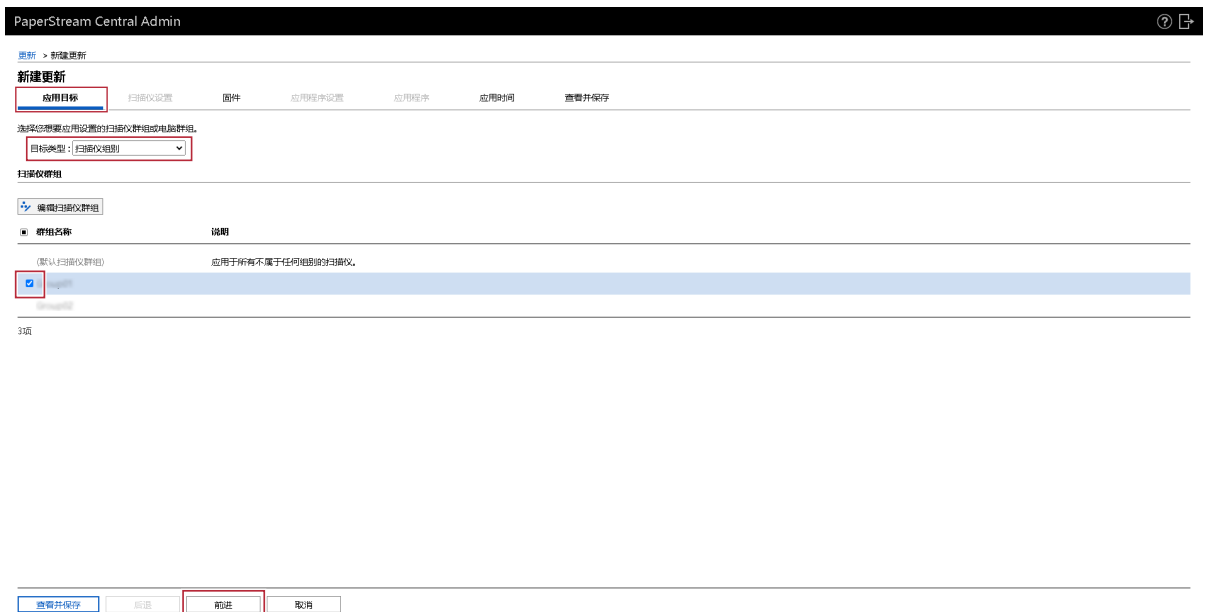 PaperStream Central Admin
更新 > 新建更新
新建更新
应用目标 扫描仪设置 固件 应用程序设置 应用程序 应用时间 查看并保存
选择您想要应用设置的扫描仪群组或电脑群组。
目标类型: 扫描仪组别
扫描仪群组
编辑扫描仪群组
群组名称 说明
(默认扫描仪群组) 应用于所有不属于任何组别的扫描仪。
3项
查看并保存 后退 前进 取消